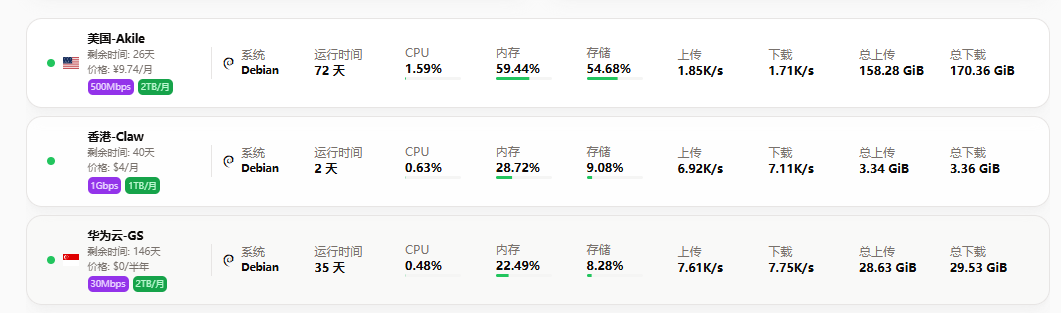 美国-Akile
剩余时间: 26天
价格: ¥9.74/月
500Mbps 2TB/月
系统 运行时间 CPU 内存 存储 上传 下载 总上传 总下载
Debian 72 天 1.59% 59.44% 54.68% 1.85K/s 1.71K/s 158.28 GiB 170.36 GiB
香港-Claw
剩余时间: 40天
价格: $4/月
1Gbps 1TB/月
系统 运行时间 CPU 内存 存储 上传 下载 总上传 总下载
Debian 2 天 0.63% 28.72% 9.08% 6.92K/s 7.11K/s 3.34 GiB 3.36 GiB
华为云-GS
剩余时间: 146天
价格: $0/半年
30Mbps 2TB/月
系统 运行时间 CPU 内存 存储 上传 下载 总上传 总下载
Debian 35 天 0.48% 22.49% 8.28% 7.61K/s 7.75K/s 28.63 GiB 29.53 GiB